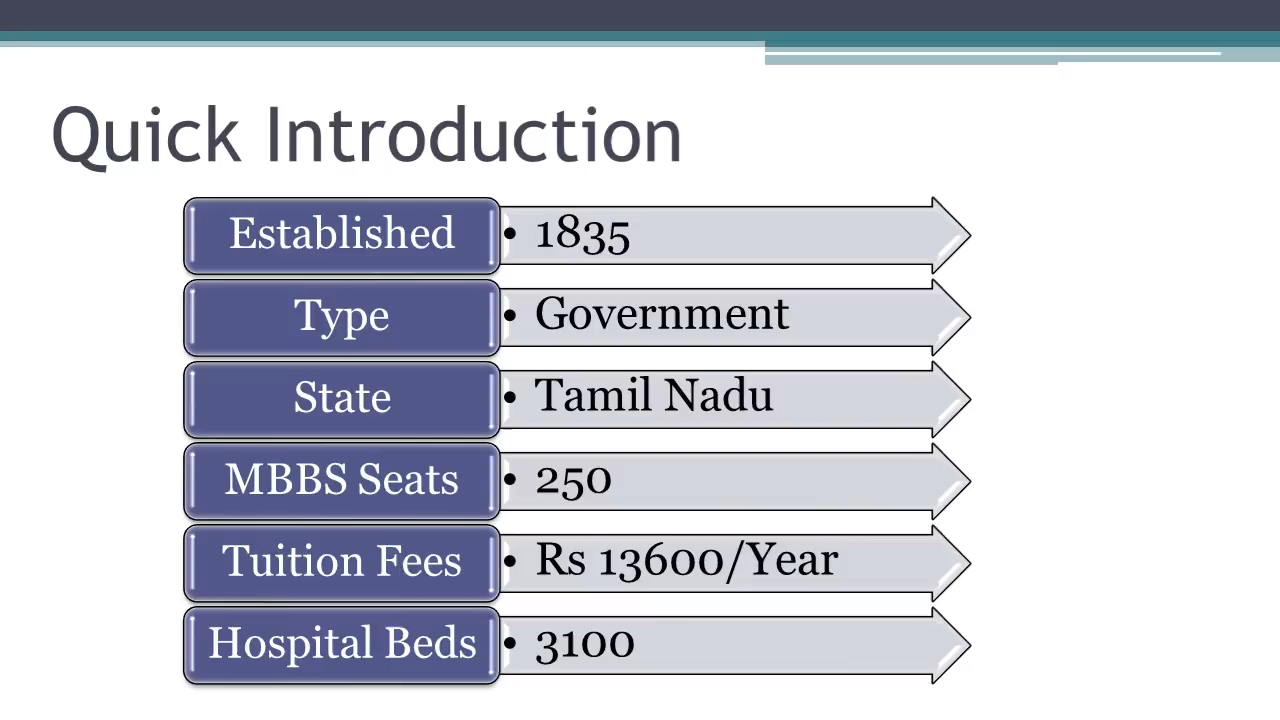 Quick Introduction
Established • 1835
Type • Government
State • Tamil Nadu
MBBS Seats • 250
Tuition Fees • Rs 13600/Year
Hospital Beds • 3100